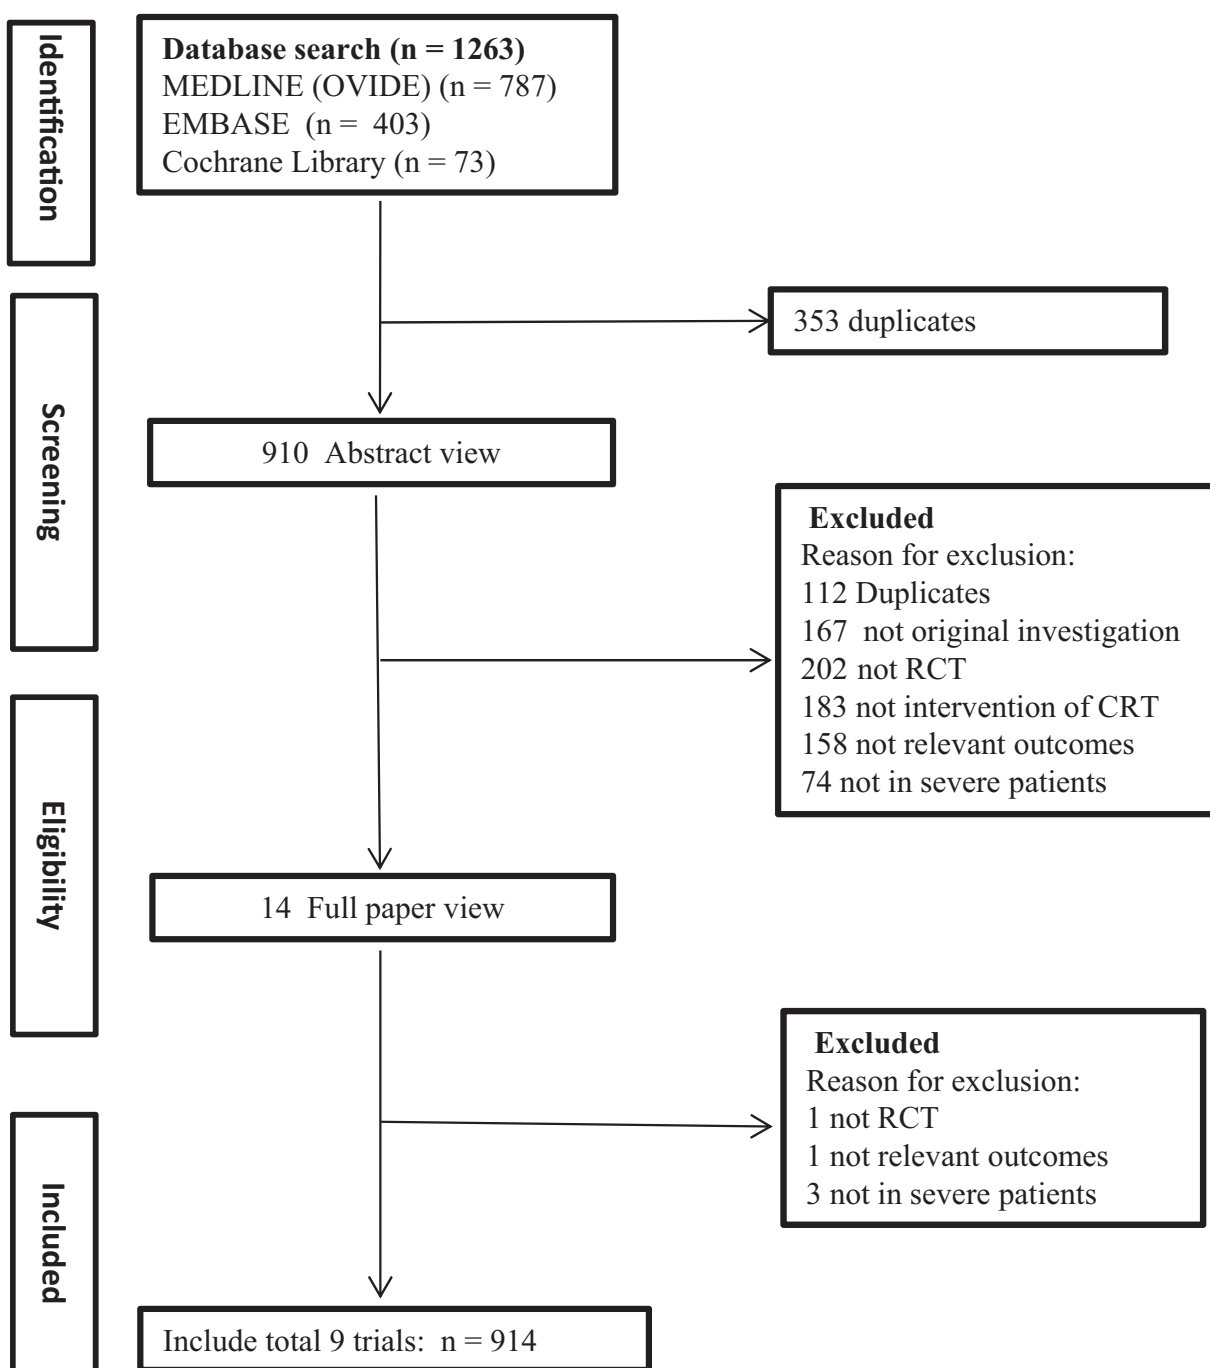 Identification
Database search (n = 1263)
MEDLINE (OVIDE) (n = 787)
EMBASE (n = 403)
Cochrane Library (n = 73)
353 duplicates
Screening
910 Abstract view
Excluded
Reason for exclusion:
112 Duplicates
167 not original investigation
202 not RCT
183 not intervention of CRT
158 not relevant outcomes
74 not in severe patients
Eligibility
14 Full paper view
Excluded
Reason for exclusion:
1 not RCT
1 not relevant outcomes
3 not in severe patients
Included
Include total 9 trials: n = 914